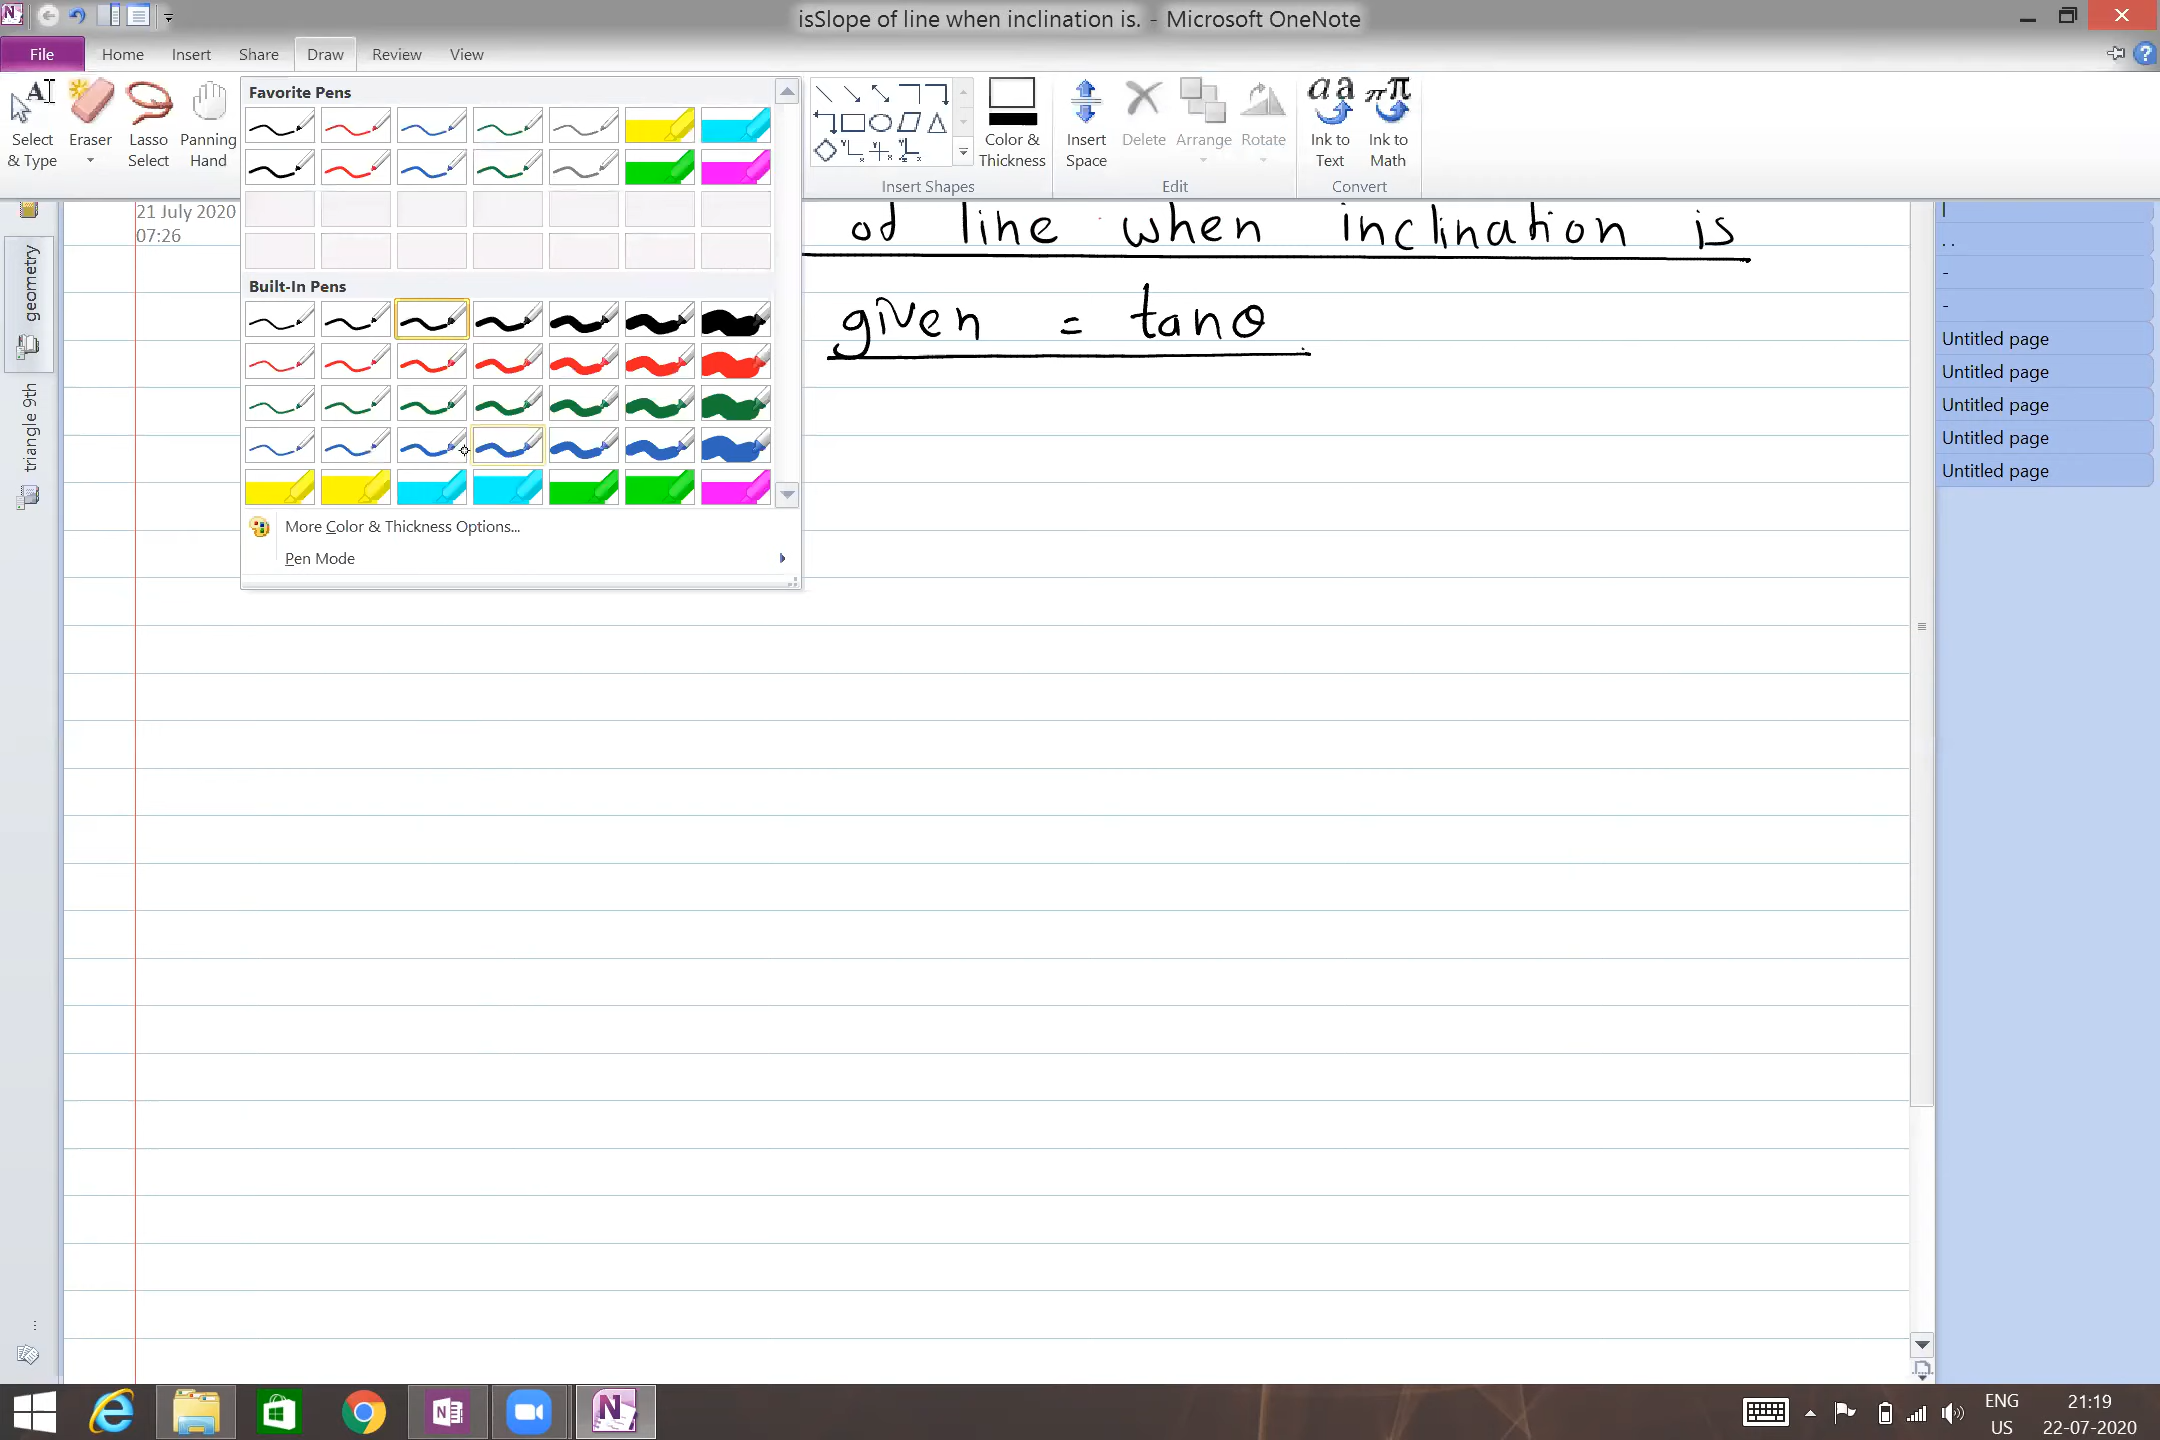 isSlope of line when inclination is. - Microsoft OneNote
File Home Insert Share Draw Review View
Select & Type
Eraser
Lasso Select
Panning Hand
Favorite Pens
Built-In Pens
More Color & Thickness Options...
Pen Mode
Insert Shapes
Color & Thickness
Insert Space
Delete
Arrange
Rotate
Edit
Ink to Text
Ink to Math
Convert
21 July 2020
07:26
od line when inclination is
given = tanθ
geometry
triangle 9th
Untitled page
Untitled page
Untitled page
Untitled page
Untitled page
ENG
US
21:19
22-07-2020